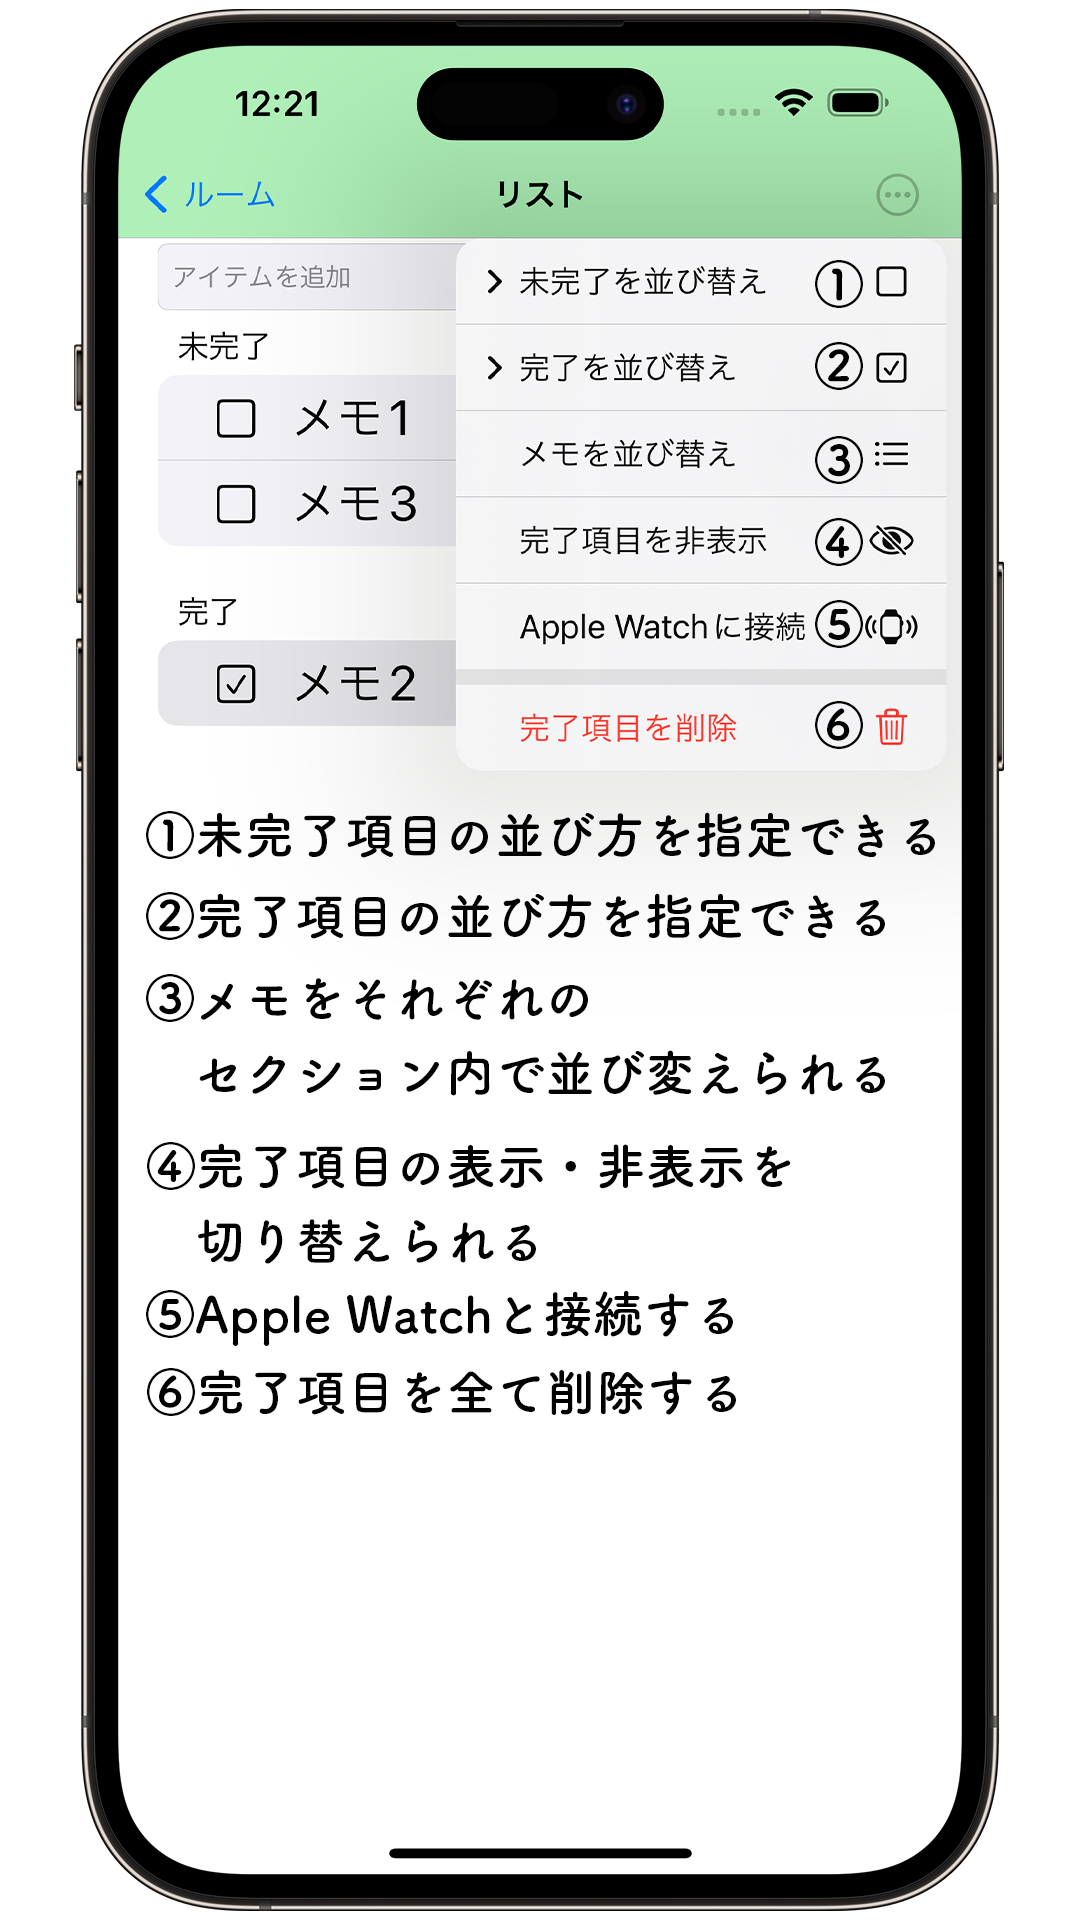 12:21
ルーム
リスト
アイテムを追加
未完了
メモ1
メモ3
完了
メモ2
未完了を並び替え ①
完了を並び替え ②
メモを並び替え ③
完了項目を非表示 ④
Apple Watchに接続 ⑤
完了項目を削除 ⑥
①未完了項目の並び方を指定できる
②完了項目の並び方を指定できる
③メモをそれぞれの
セクション内で並び変えられる
④完了項目の表示・非表示を
切り替えられる
⑤Apple Watchと接続する
⑥完了項目を全て削除する